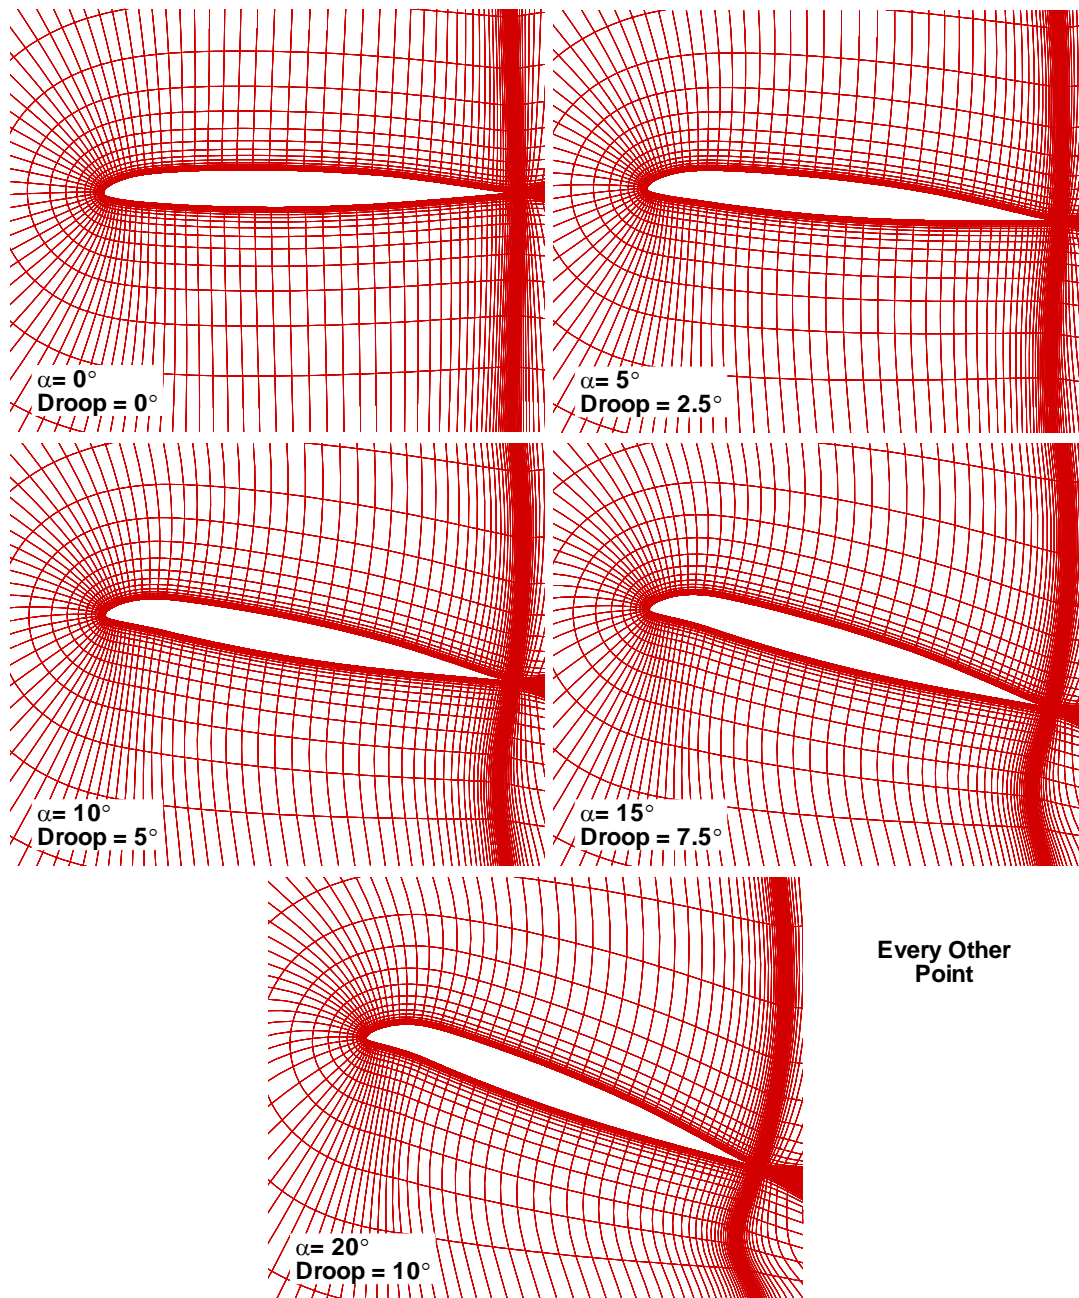 α= 0°
Droop = 0°
α= 5°
Droop = 2.5°
α= 10°
Droop = 5°
α= 15°
Droop = 7.5°
Every Other
Point
α= 20°
Droop = 10°